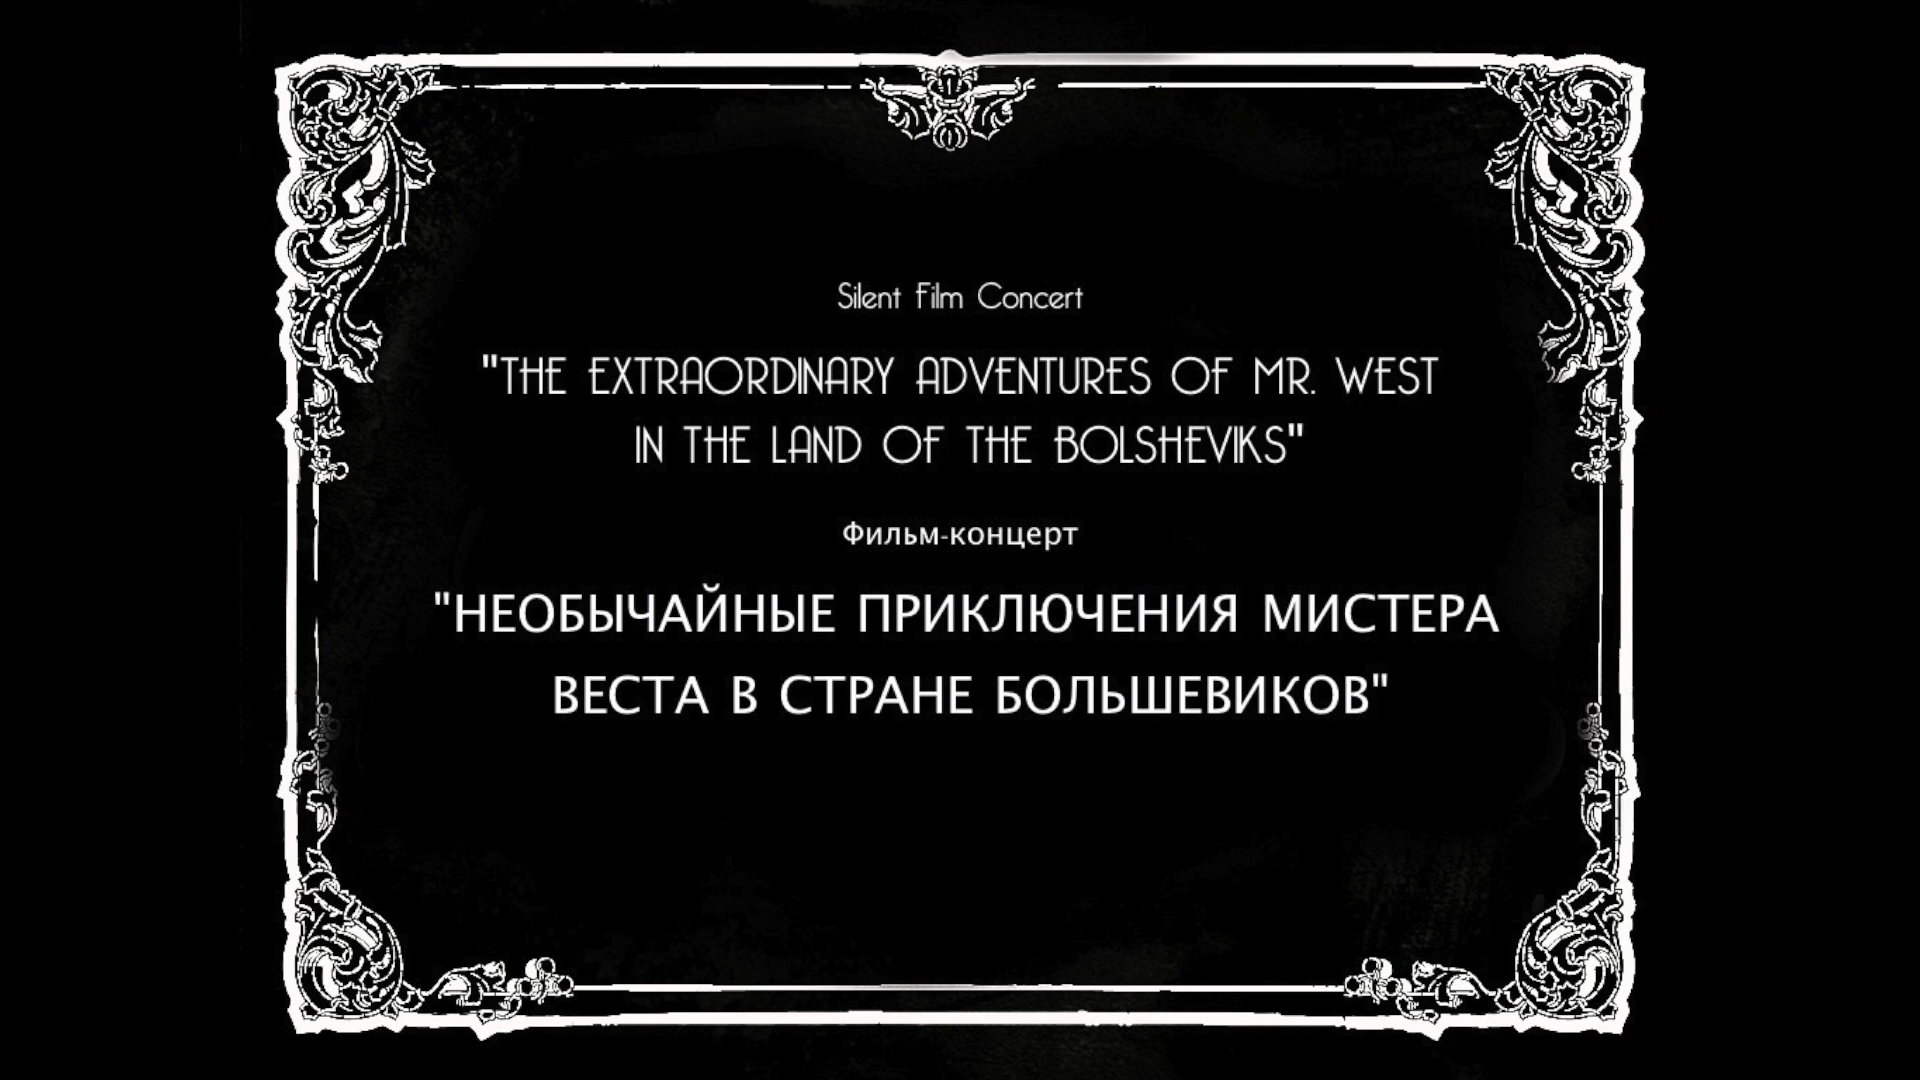 Silent Film Concert
"THE EXTRAORDINARY ADVENTURES OF MR. WEST
IN THE LAND OF THE BOLSHEVIKS"
Фильм-концерт
"НЕОБЫЧАЙНЫЕ ПРИКЛЮЧЕНИЯ МИСТЕРА
ВЕСТА В СТРАНЕ БОЛЬШЕВИКОВ"